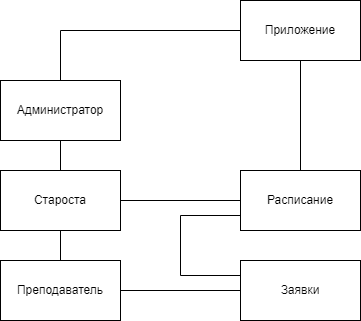 Приложение
Администратор
Староста
Расписание
Преподаватель
Заявки